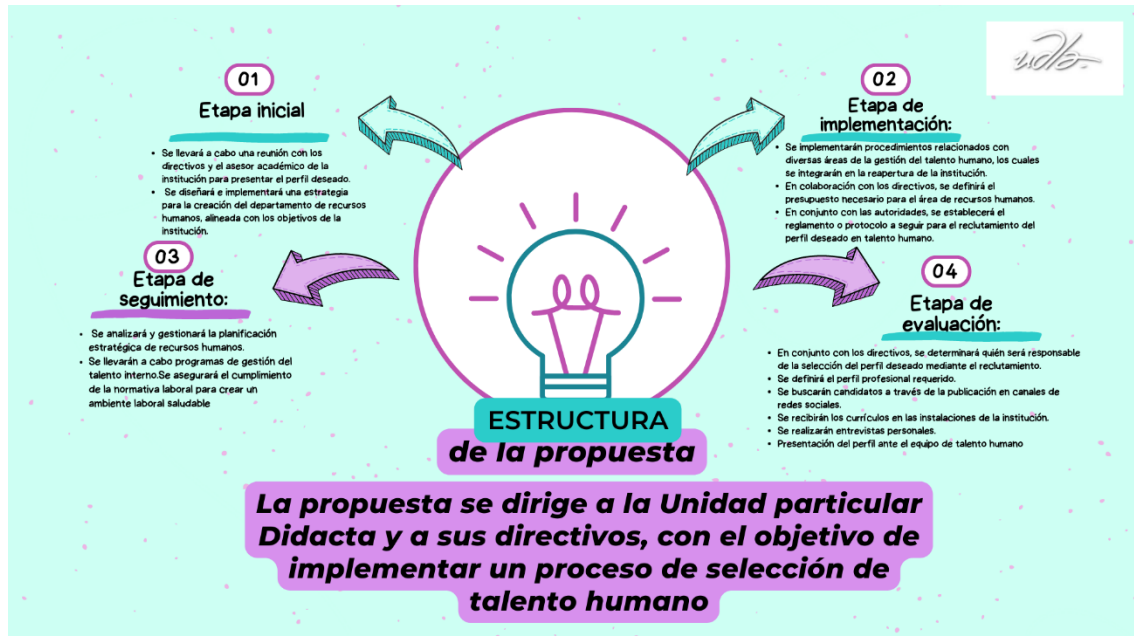 udla-
01
Etapa inicial
• Se llevará a cabo una reunión con los
directivos y el asesor académico de la
institución para presentar el perfil deseado.
• Se diseñará e implementará una estrategia
para la creación del departamento de recursos
humanos, alineada con los objetivos de la
institución.
02
Etapa de
implementación:
• Se implementarán procedimientos relacionados con
diversas áreas de la gestión del talento humano, los cuales
se integrarán en la reapertura de la institución.
• En colaboración con los directivos, se definirá el
presupuesto necesario para el área de recursos humanos.
• En conjunto con las autoridades, se establecerá el
reglamento o protocolo a seguir para el reclutamiento del
perfil deseado en talento humano.
03
Etapa de
seguimiento:
• Se analizará y gestionará la planificación
estratégica de recursos humanos.
• Se llevarán a cabo programas de gestión del
talento interno.Se asegurará el cumplimiento
de la normativa laboral para crear un
ambiente laboral saludable
04
Etapa de
evaluación:
• En conjunto con los directivos, se determinará quién será responsable
de la selección del perfil deseado mediante el reclutamiento.
• Se definirá el perfil profesional requerido.
• Se buscarán candidatos a través de la publicación en canales de
redes sociales.
• Se recibirán los currículos en las instalaciones de la institución.
• Se realizarán entrevistas personales.
• Presentación del perfil ante el equipo de talento humano
ESTRUCTURA
de la propuesta
La propuesta se dirige a la Unidad particular
Didacta y a sus directivos, con el objetivo de
implementar un proceso de selección de
talento humano